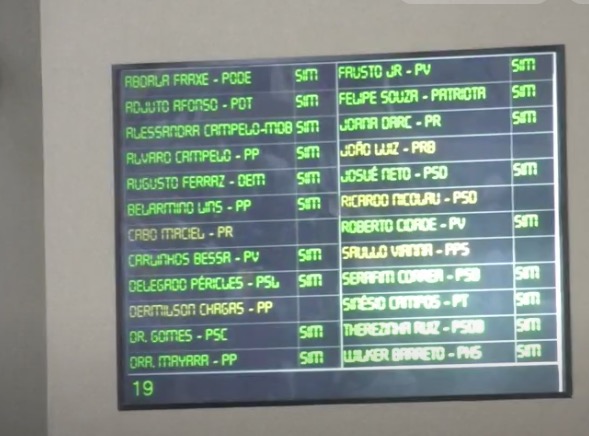 ABDALA FRAXE - PODE SIM
ADJUTO AFONSO - PDT SIM
ALESSANDRA CAMPELO-MDB SIM
ALVARO CAMPELO - PP SIM
AUGUSTO FERRAZ - DEM SIM
BELARMINO LINS - PP SIM
CABO MACIEL - PR
CARLINHOS BESSA - PV SIM
DELEGADO PÉRICLES - PSL SIM
DERMILSON CHAGAS - PP
DR. GOMES - PSC SIM
DRA. MAYARA - PP SIM
19
FAUSTO JR - PV SIM
FELIPE SOUZA - PATRIOTA SIM
JOANA DARC - PR SIM
JOÃO LUIZ - PRB
JOSUÉ NETO - PSD SIM
RICARDO NICOLAU - PSD
ROBERTO CIDADE - PV SIM
SAULLO VIANNA - PPS
SERAFIM CORREA - PSB SIM
SINÉSIO CAMPOS - PT SIM
THEREZINHA RUIZ - PSDB SIM
WILKER BARRETO - PHS SIM